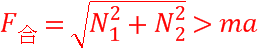 F合 = √(N₁² + N₂²) > ma